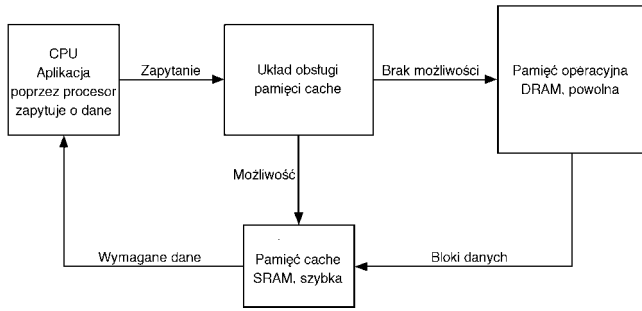 CPU
Aplikacja
poprzez procesor
zapytuje o dane
Zapytanie
Układ obsługi
pamięci cache
Brak możliwości
Pamięć operacyjna
DRAM, powolna
Możliwość
Wymagane dane
Pamięć cache
SRAM, szybka
Bloki danych